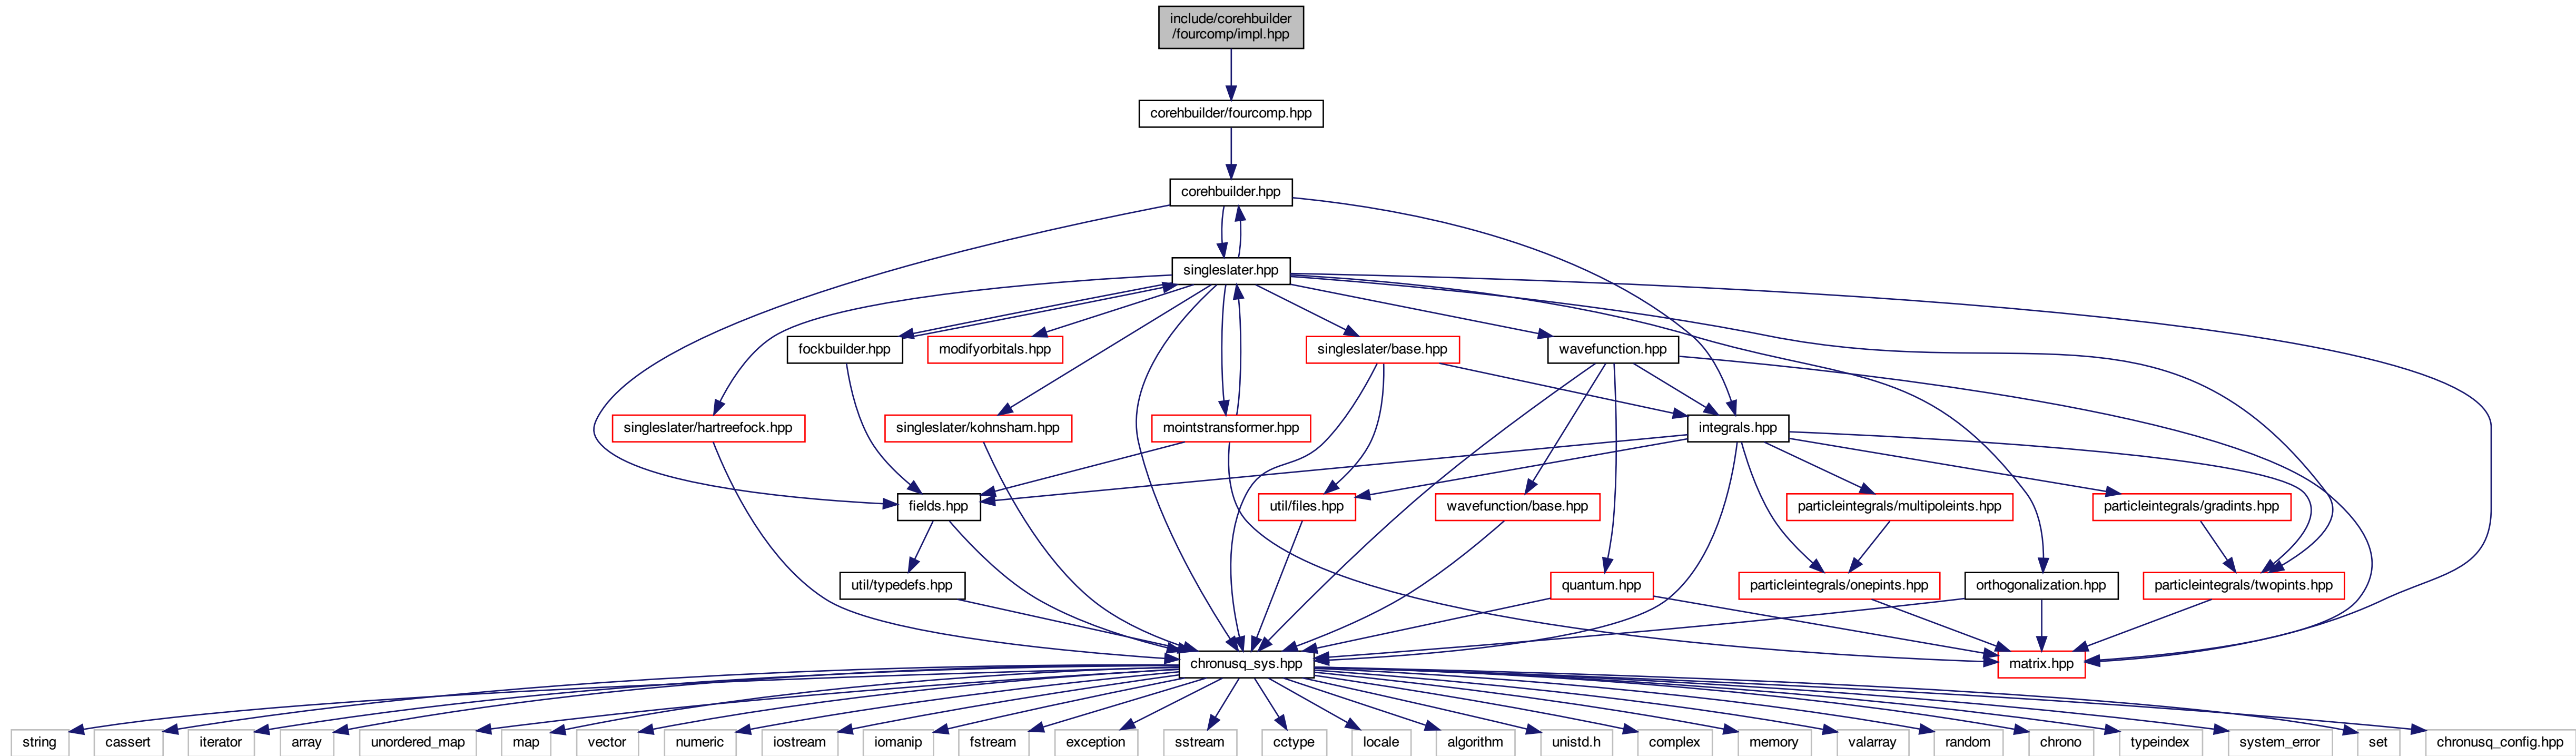 include/corehbuilder
/fourcomp/impl.hpp
corehbuilder/fourcomp.hpp
corehbuilder.hpp
singleslater.hpp
fockbuilder.hpp
modifyorbitals.hpp
singleslater/base.hpp
wavefunction.hpp
singleslater/hartreefock.hpp
singleslater/kohnsham.hpp
mointstransformer.hpp
integrals.hpp
fields.hpp
util/files.hpp
wavefunction/base.hpp
particleintegrals/multipoleints.hpp
particleintegrals/gradints.hpp
util/typedefs.hpp
quantum.hpp
particleintegrals/onepints.hpp
orthogonalization.hpp
particleintegrals/twopints.hpp
chronusq_sys.hpp
matrix.hpp
string
cassert
iterator
array
unordered_map
map
vector
numeric
iostream
iomanip
fstream
exception
sstream
cctype
locale
algorithm
unistd.h
complex
memory
valarray
random
chrono
typeindex
system_error
set
chronusq_config.hpp